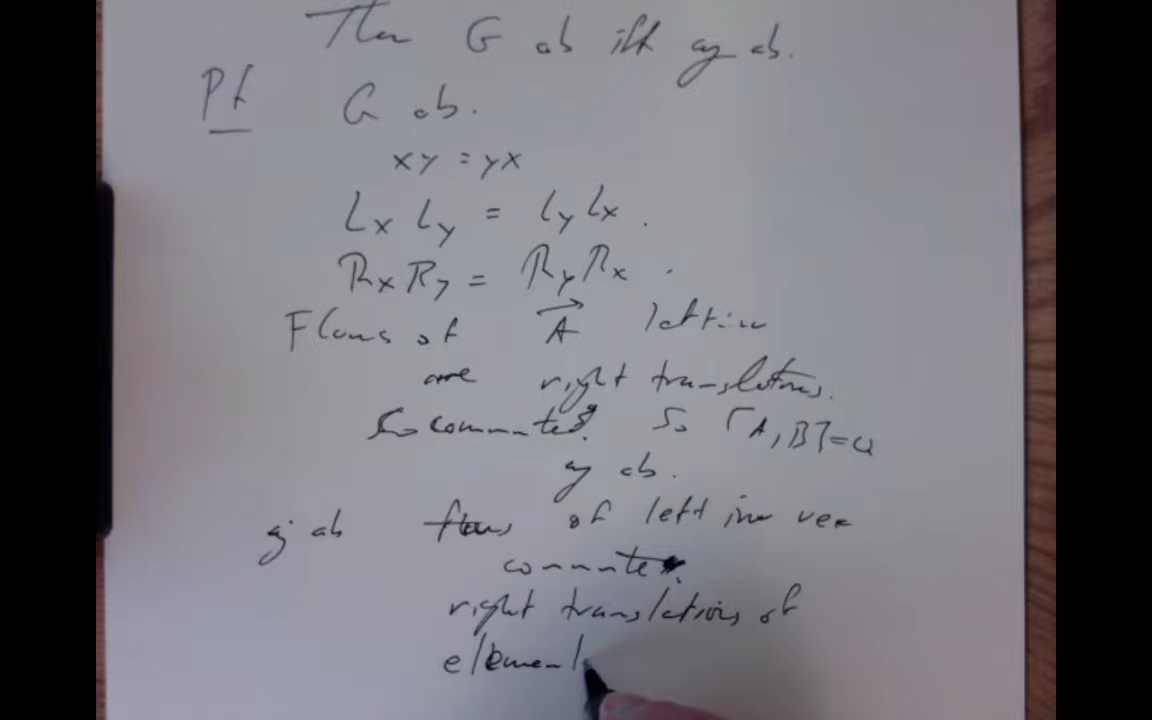 Then G ab iff g ab.
Pf G ab.
xy = yx
Lx Ly = Ly Lx.
Rx Ry = Ry Rx.
Flows of A left inv
are right translations.
So commute. So [A,B]=0
g ab.
g ab flows of left inv vec
commute.
right translations of
element